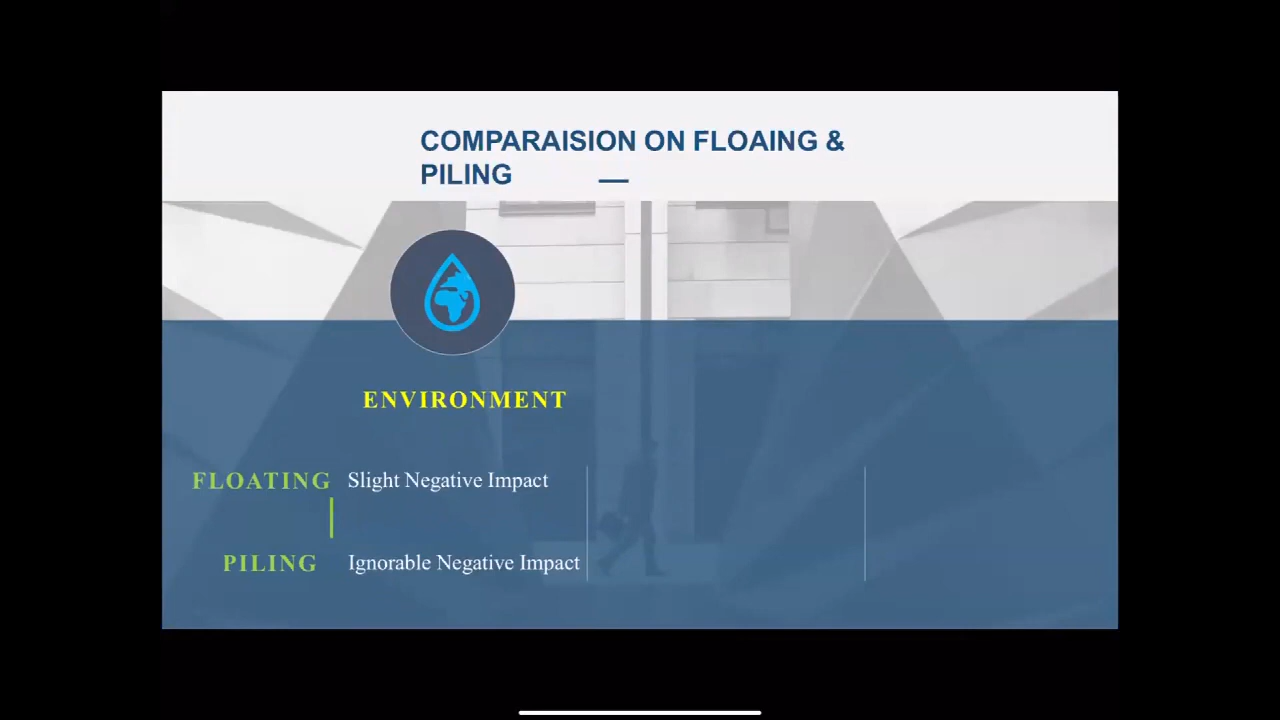 COMPARAISION ON FLOAING &
PILING
ENVIRONMENT
FLOATING Slight Negative Impact
PILING Ignorable Negative Impact